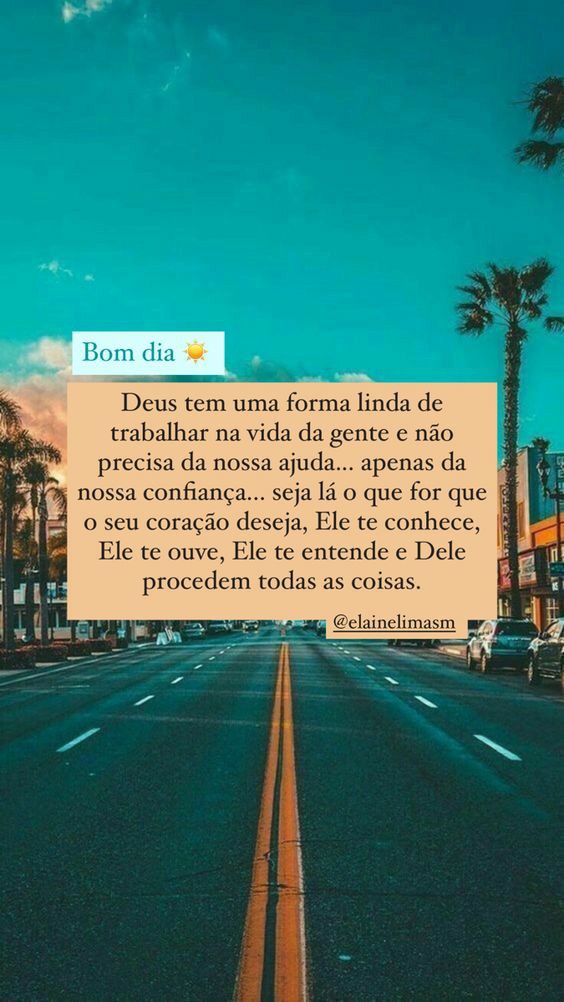 Bom dia ☀️
Deus tem uma forma linda de
trabalhar na vida da gente e não
precisa da nossa ajuda... apenas da
nossa confiança... seja lá o que for que
o seu coração deseja, Ele te conhece,
Ele te ouve, Ele te entende e Dele
procedem todas as coisas.
@elainelimasm